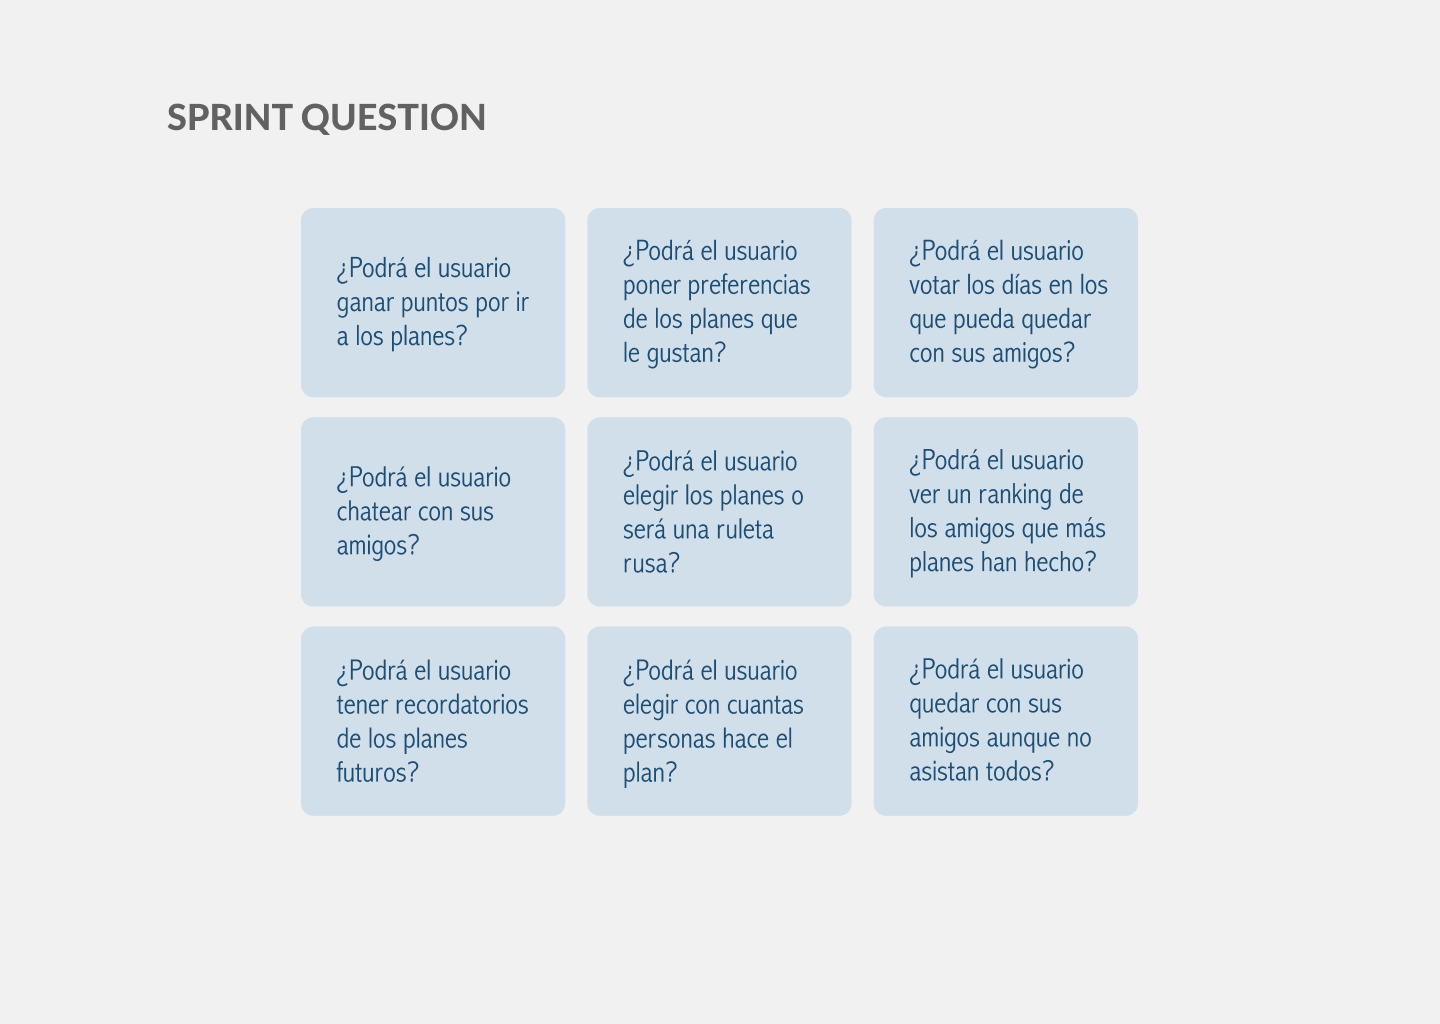 SPRINT QUESTION
¿Podrá el usuario
ganar puntos por ir
a los planes?
¿Podrá el usuario
poner preferencias
de los planes que
le gustan?
¿Podrá el usuario
votar los días en los
que pueda quedar
con sus amigos?
¿Podrá el usuario
chatear con sus
amigos?
¿Podrá el usuario
elegir los planes o
será una ruleta
rusa?
¿Podrá el usuario
ver un ranking de
los amigos que más
planes han hecho?
¿Podrá el usuario
tener recordatorios
de los planes
futuros?
¿Podrá el usuario
elegir con cuantas
personas hace el
plan?
¿Podrá el usuario
quedar con sus
amigos aunque no
asistan todos?